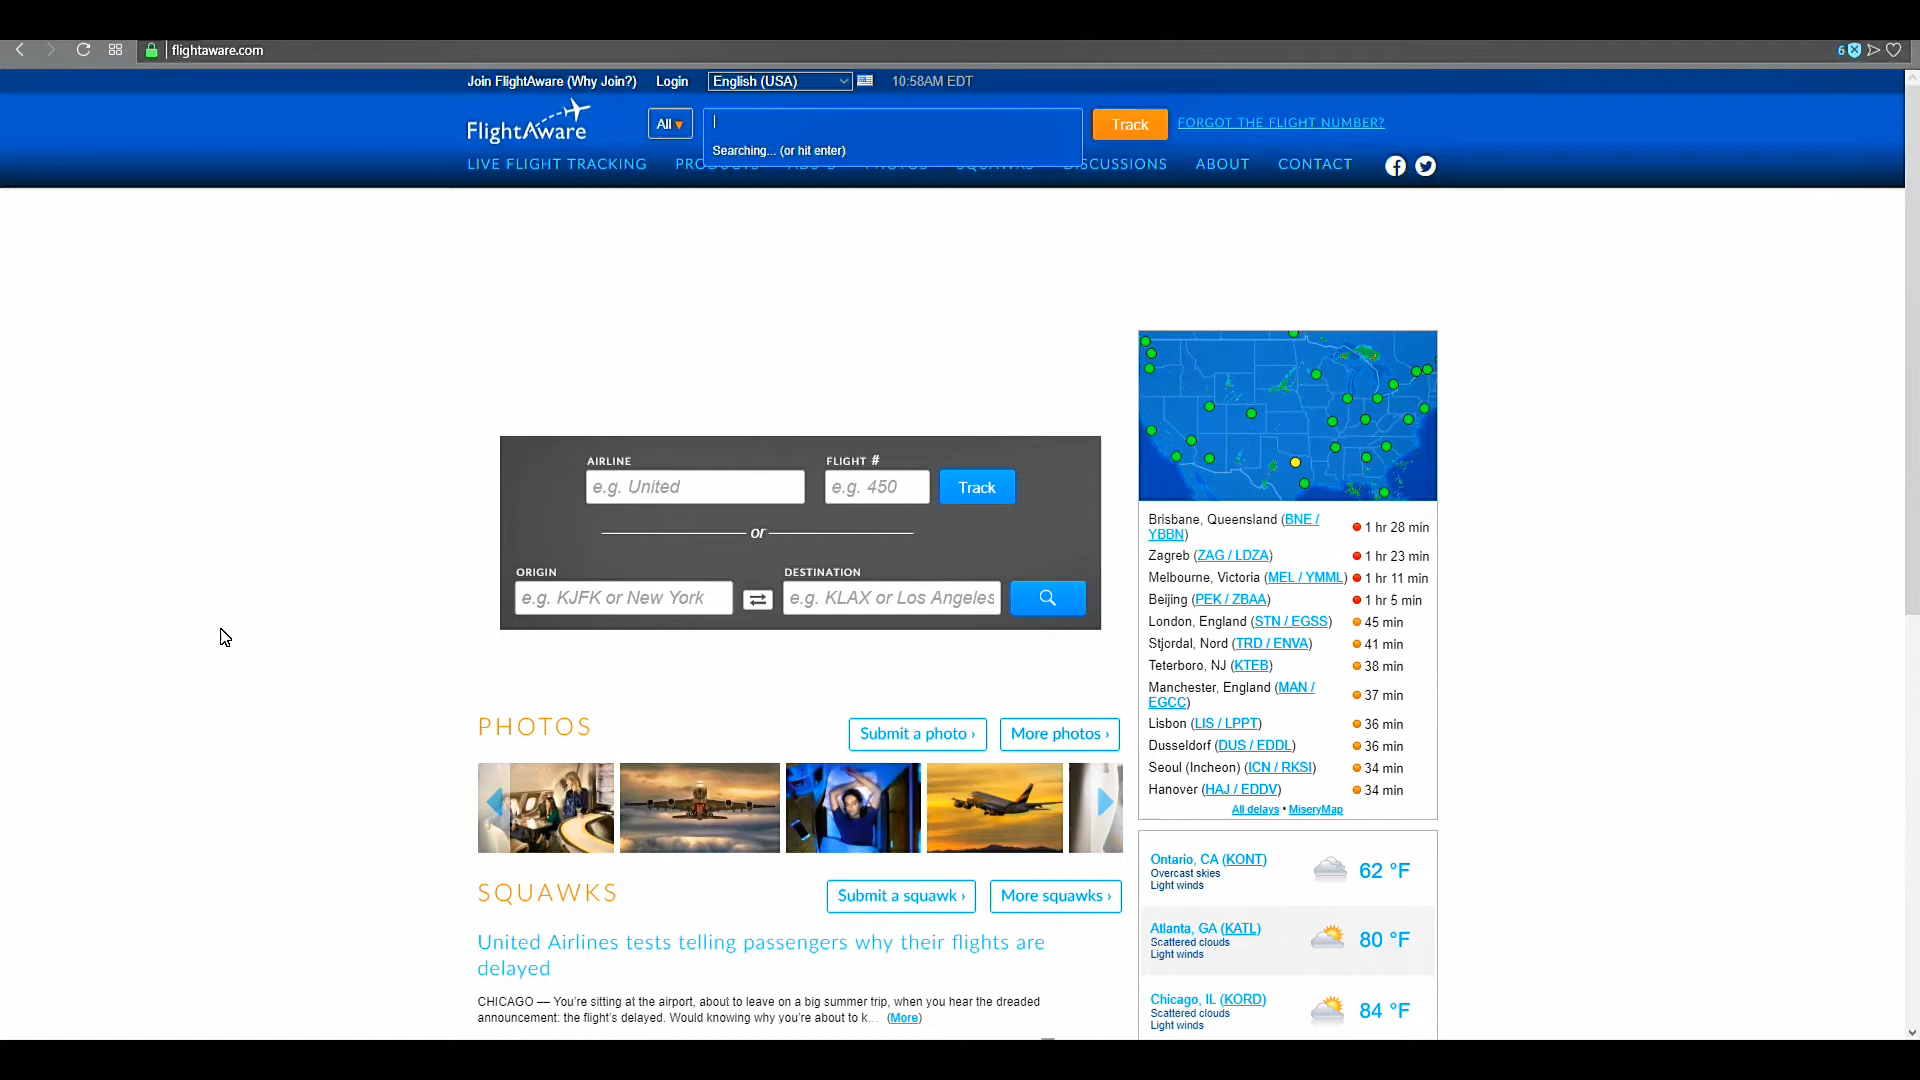 flightaware.com
6
Join FlightAware (Why Join?) Login English (USA) 10:58AM EDT
FlightAware
All
Searching... (or hit enter)
Track
FORGOT THE FLIGHT NUMBER?
LIVE FLIGHT TRACKING PRODUCTS ADS-B PHOTOS SQUAWKS DISCUSSIONS ABOUT CONTACT
AIRLINE FLIGHT #
e.g. United e.g. 450 Track
or
ORIGIN DESTINATION
e.g. KJFK or New York e.g. KLAX or Los Angeles
Brisbane, Queensland (BNE /
YBBN) 1 hr 28 min
Zagreb (ZAG / LDZA) 1 hr 23 min
Melbourne, Victoria (MEL / YMML) 1 hr 11 min
Beijing (PEK / ZBAA) 1 hr 5 min
London, England (STN / EGSS) 45 min
Stjordal, Nord (TRD / ENVA) 41 min
Teterboro, NJ (KTEB) 38 min
Manchester, England (MAN /
EGCC) 37 min
Lisbon (LIS / LPPT) 36 min
Dusseldorf (DUS / EDDL) 36 min
Seoul (Incheon) (ICN / RKSI) 34 min
Hanover (HAJ / EDDV) 34 min
All delays • MiseryMap
PHOTOS Submit a photo › More photos ›
SQUAWKS Submit a squawk › More squawks ›
United Airlines tests telling passengers why their flights are
delayed
CHICAGO — You're sitting at the airport, about to leave on a big summer trip, when you hear the dreaded
announcement: the flight's delayed. Would knowing why you're about to k... (More)
Ontario, CA (KONT)
Overcast skies
Light winds
62 °F
Atlanta, GA (KATL)
Scattered clouds
Light winds
80 °F
Chicago, IL (KORD)
Scattered clouds
Light winds
84 °F